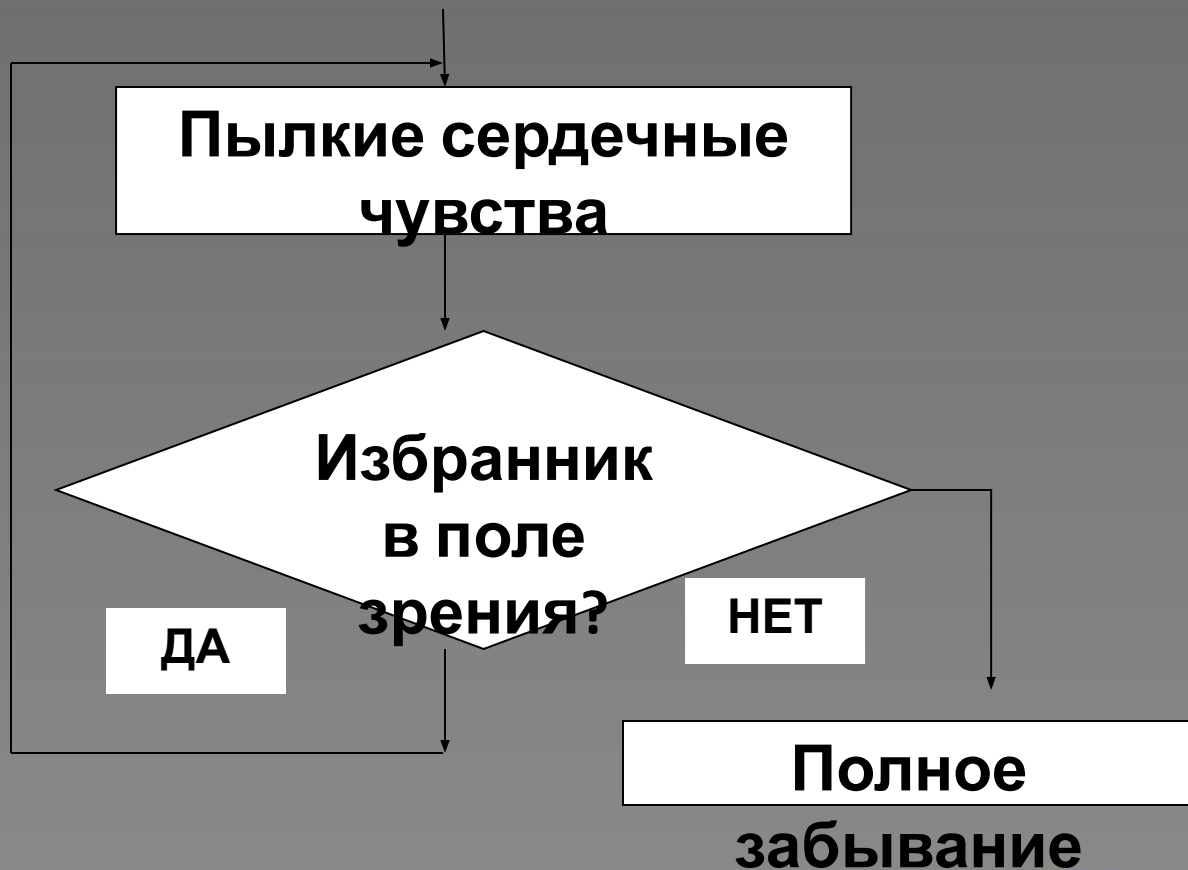 Пылкие сердечные
чувства
Избранник
в поле
зрения?
НЕТ
ДА
Полное
забывание